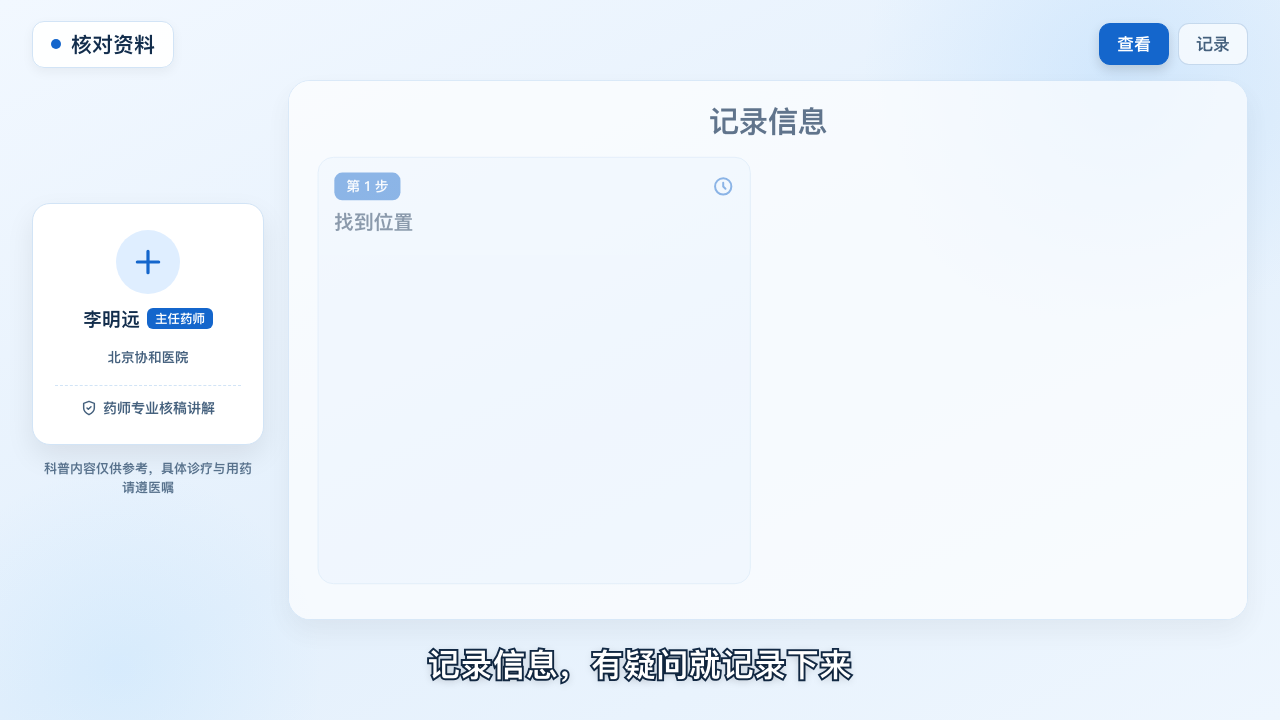 核对资料
查看
记录
记录信息
第 1 步
找到位置
李明远 主任药师
北京协和医院
药师专业核稿讲解
科普内容仅供参考，具体诊疗与用药
请遵医嘱
记录信息，有疑问就记录下来